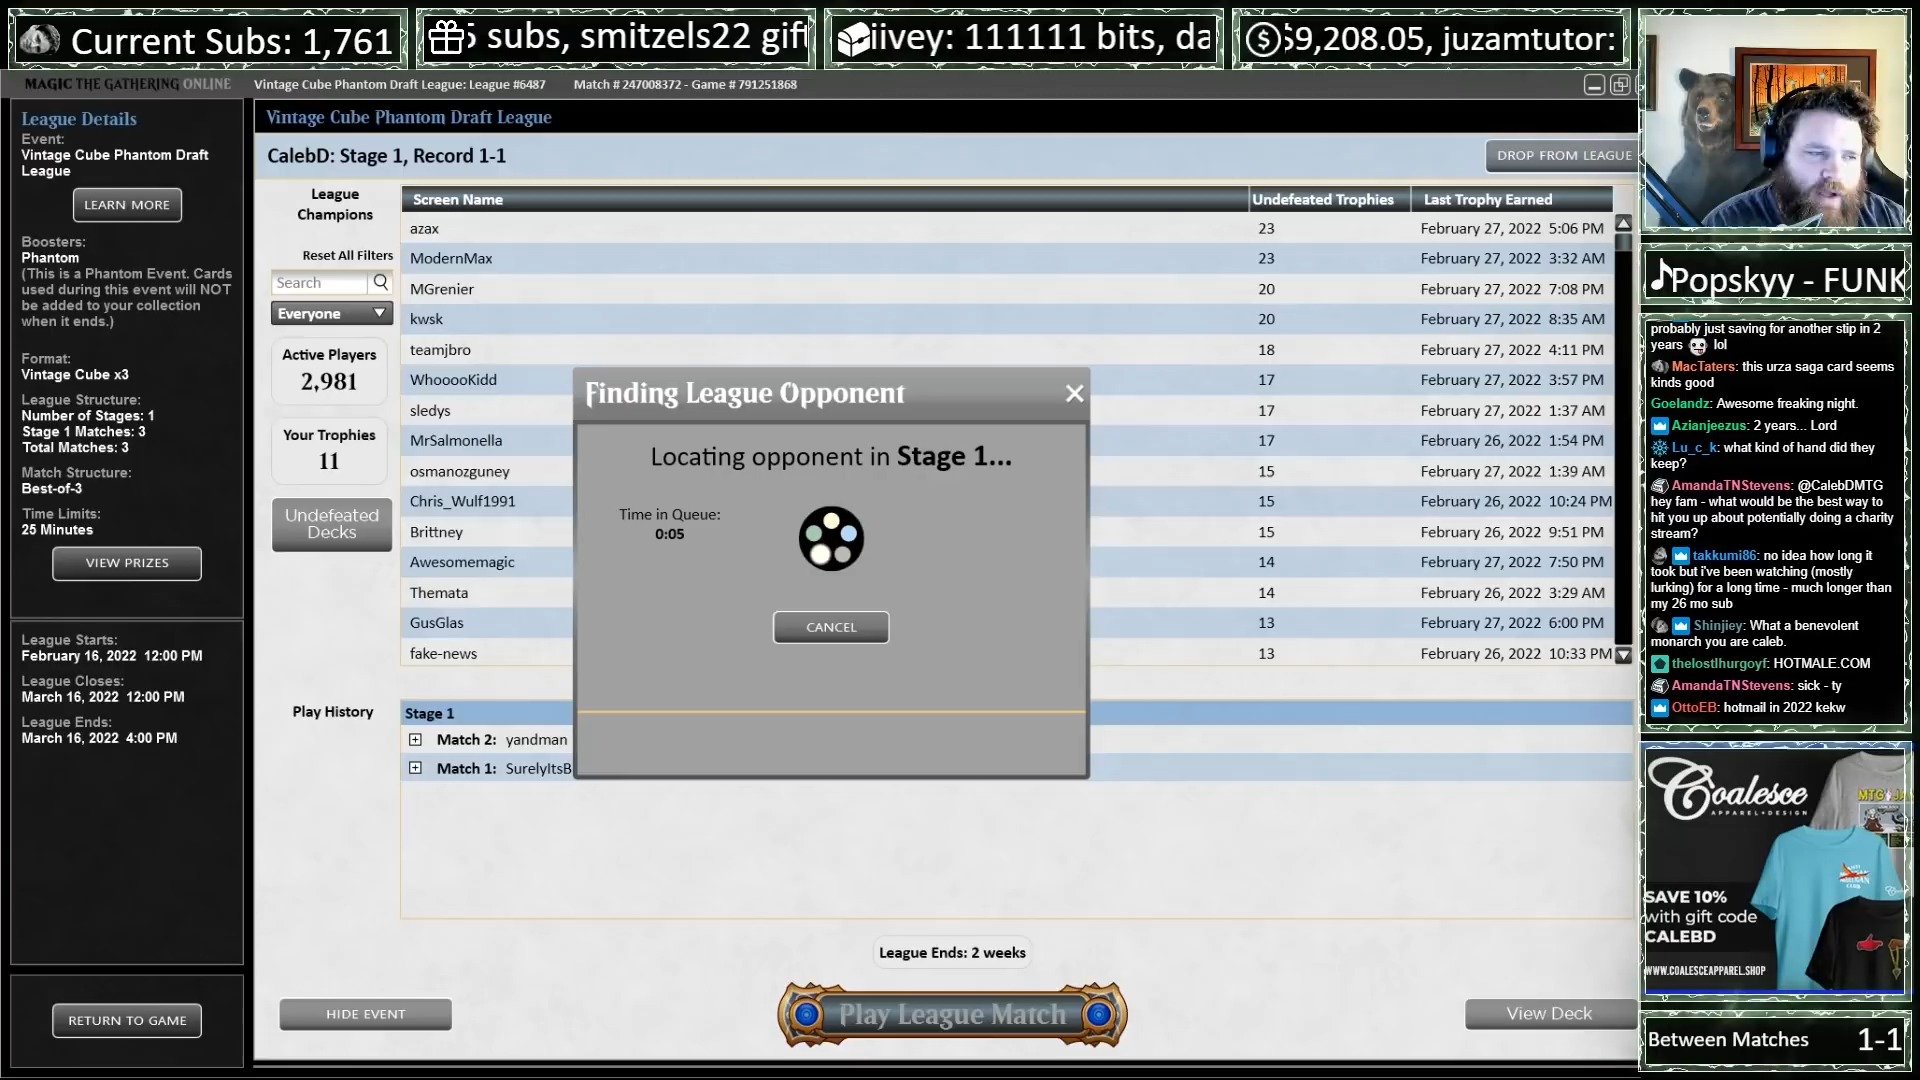 Current Subs: 1,761
5 subs, smitzels22 gift
iivey: 111111 bits, da
$9,208.05, juzamtutor:
MAGIC THE GATHERING ONLINE
Vintage Cube Phantom Draft League: League #6487 Match # 247008372 - Game # 791251868
League Details
Event:
Vintage Cube Phantom Draft
League
LEARN MORE
Boosters:
Phantom
(This is a Phantom Event. Cards
used during this event will NOT
be added to your collection
when it ends.)
Format:
Vintage Cube x3
League Structure:
Number of Stages: 1
Stage 1 Matches: 3
Total Matches: 3
Match Structure:
Best-of-3
Time Limits:
25 Minutes
VIEW PRIZES
League Starts:
February 16, 2022 12:00 PM
League Closes:
March 16, 2022 12:00 PM
League Ends:
March 16, 2022 4:00 PM
RETURN TO GAME
Vintage Cube Phantom Draft League
CalebD: Stage 1, Record 1-1
DROP FROM LEAGUE
League
Champions
Reset All Filters
Search
Everyone
Active Players
2,981
Your Trophies
11
Undefeated
Decks
Screen Name Undefeated Trophies Last Trophy Earned
azax 23 February 27, 2022 5:06 PM
ModernMax 23 February 27, 2022 3:32 AM
MGrenier 20 February 27, 2022 7:08 PM
kwsk 20 February 27, 2022 8:35 AM
teamjbro 18 February 27, 2022 4:11 PM
WhooooKidd 17 February 27, 2022 3:57 PM
sledys 17 February 27, 2022 1:37 AM
MrSalmonella 17 February 26, 2022 1:54 PM
osmanozguney 15 February 27, 2022 1:39 AM
Chris_Wulf1991 15 February 26, 2022 10:24 PM
Brittney 15 February 26, 2022 9:51 PM
Awesomemagic 14 February 27, 2022 7:50 PM
Themata 14 February 26, 2022 3:29 AM
GusGlas 13 February 27, 2022 6:00 PM
fake-news 13 February 26, 2022 10:33 PM
Finding League Opponent
Locating opponent in Stage 1...
Time in Queue:
0:05
CANCEL
Play History
Stage 1
Match 2: yandman
Match 1: SurelyItsB
League Ends: 2 weeks
HIDE EVENT
Play League Match
View Deck
Popskyy - FUNK
probably just saving for another stip in 2
years lol
MacTaters: this urza saga card seems
kinds good
Goelandz: Awesome freaking night.
Azianjeezus: 2 years... Lord
Lu_c_k: what kind of hand did they
keep?
AmandaTNStevens: @CalebDMTG
hey fam - what would be the best way to
hit you up about potentially doing a charity
stream?
takkumi86: no idea how long it
took but i've been watching (mostly
lurking) for a long time - much longer than
my 26 mo sub
Shinjiey: What a benevolent
monarch you are caleb.
thelostlhurgoyf: HOTMALE.COM
AmandaTNStevens: sick - ty
OttoEB: hotmail in 2022 kekw
Coalesce
APPAREL+DESIGN
SAVE 10%
with gift code
CALEBD
WWW.COALESCEAPPAREL.SHOP
Between Matches 1-1